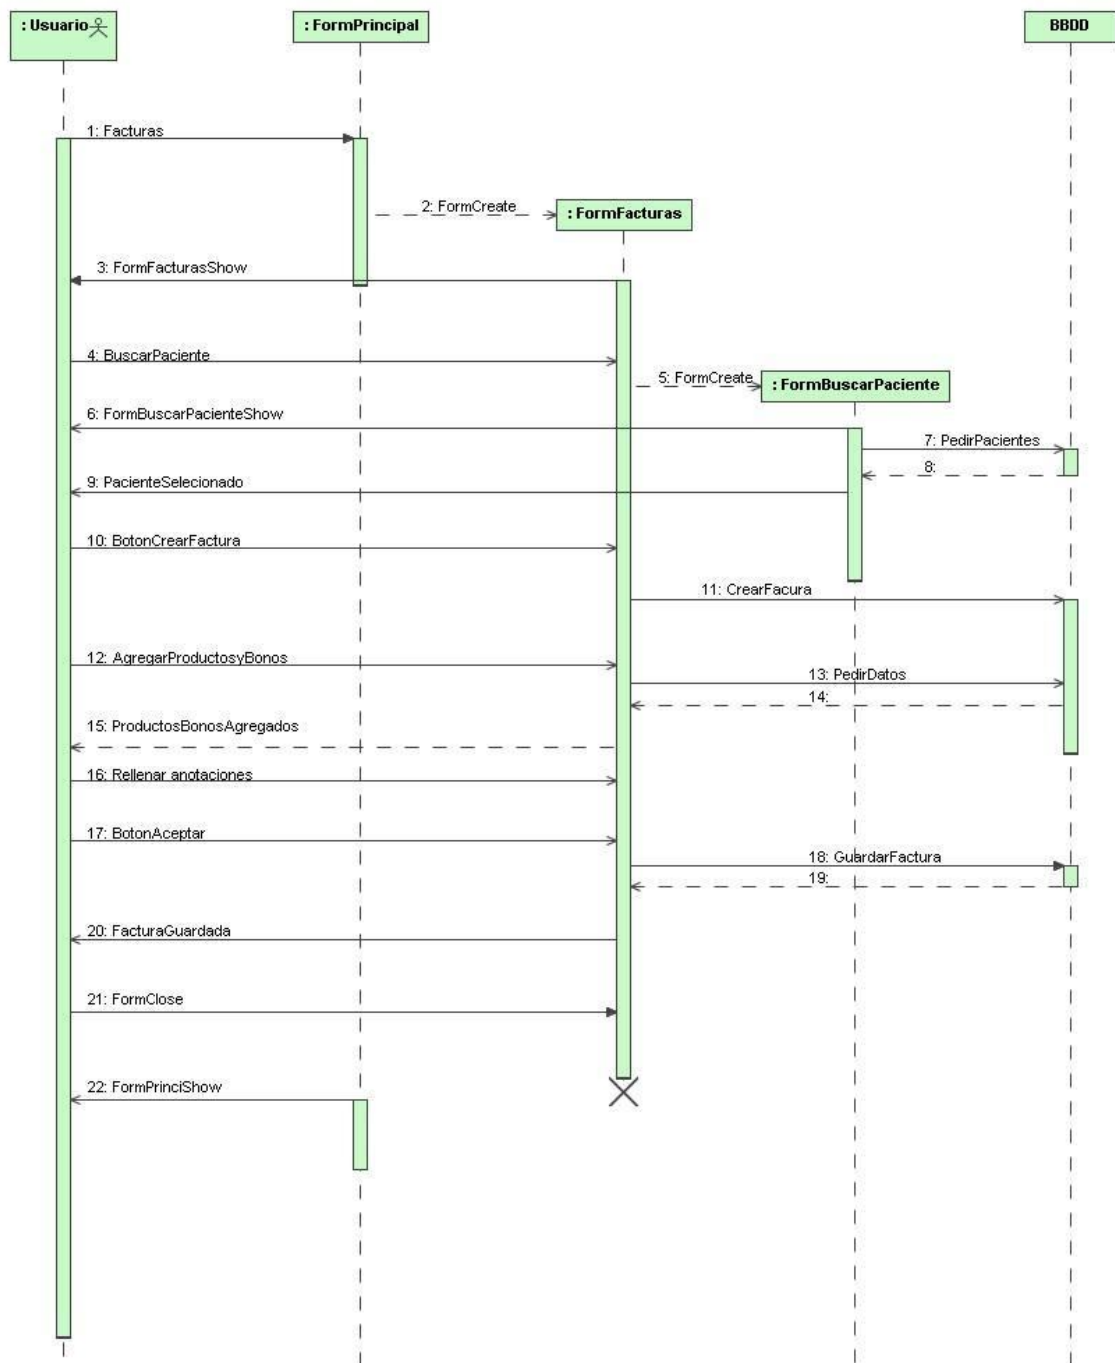 : Usuario
: FormPrincipal
BBDD
1: Facturas
2: FormCreate
: FormFacturas
3: FormFacturasShow
4: BuscarPaciente
5: FormCreate
: FormBuscarPaciente
6: FormBuscarPacienteShow
7: PedirPacientes
8:
9: PacienteSelecionado
10: BotonCrearFactura
11: CrearFacura
12: AgregarProductosyBonos
13: PedirDatos
14:
15: ProductosBonosAgregados
16: Rellenar anotaciones
17: BotonAceptar
18: GuardarFactura
19:
20: FacturaGuardada
21: FormClose
22: FormPrinciShow